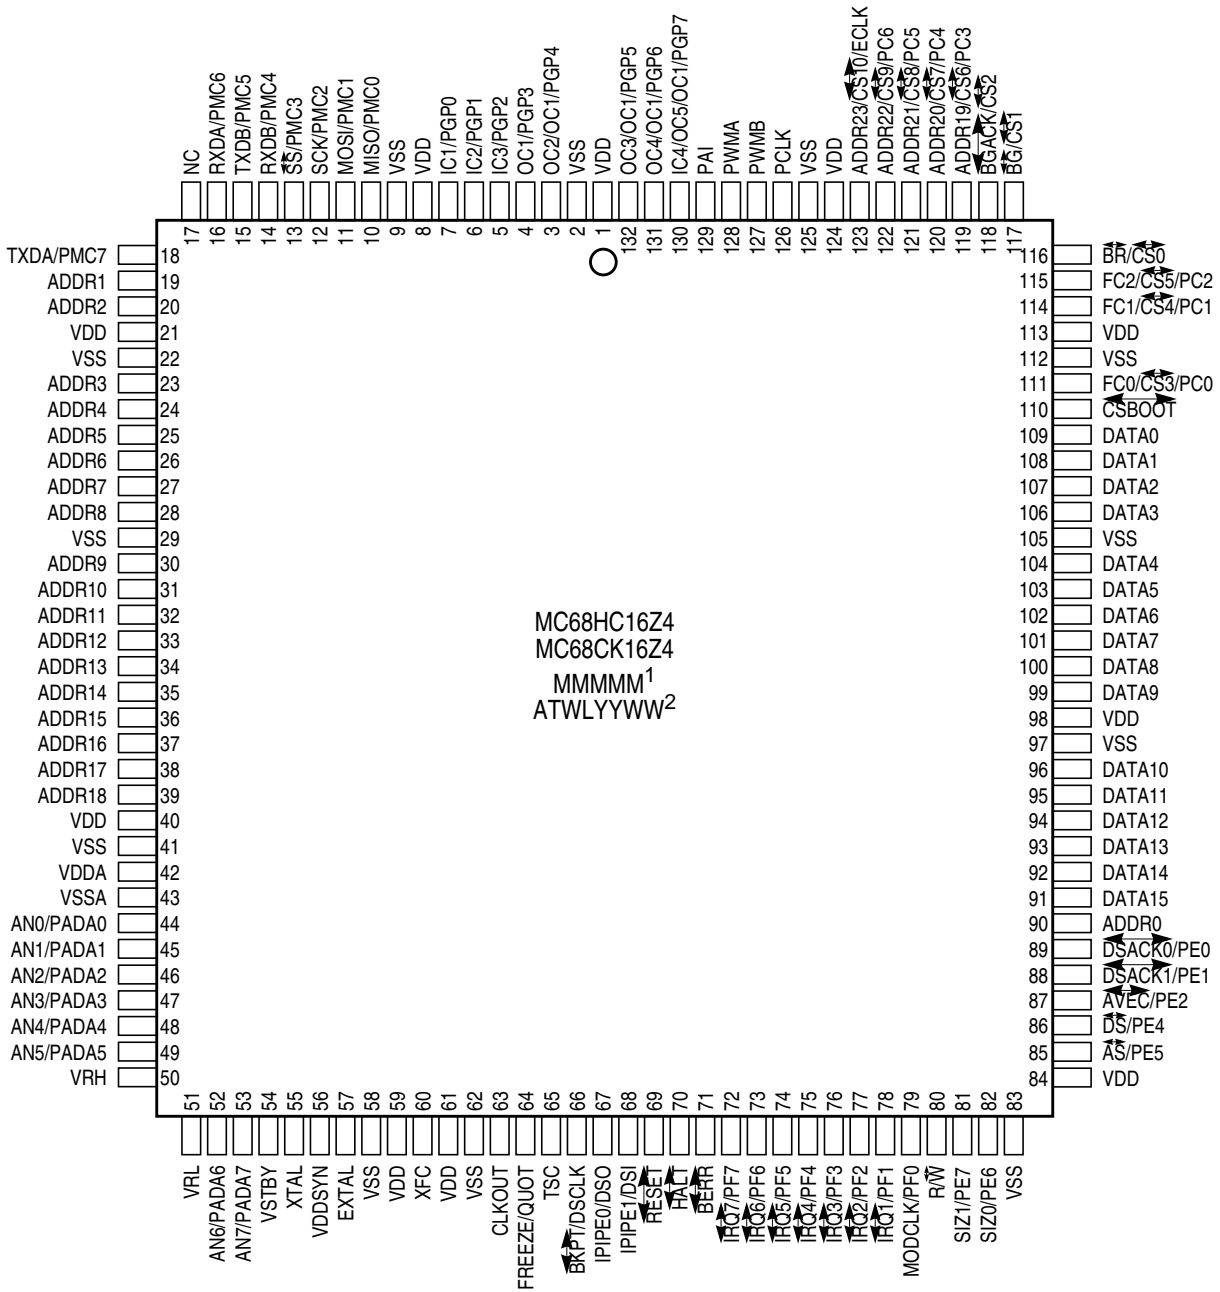 NC
RXDA/PMC6
TXDB/PMC5
RXDB/PMC4
SS/PMC3
SCK/PMC2
MOSI/PMC1
MISO/PMC0
VSS
VDD
IC1/PGP0
IC2/PGP1
IC3/PGP2
OC1/PGP3
OC2/OC1/PGP4
VSS
VDD
OC3/OC1/PGP5
OC4/OC1/PGP6
IC4/OC5/OC1/PGP7
PAI
PWMA
PWMB
PCLK
VSS
VDD
ADDR23/CS10/ECLK
ADDR22/CS9/PC6
ADDR21/CS8/PC5
ADDR20/CS7/PC4
ADDR19/CS6/PC3
BGACK/CS2
BG/CS1
17 16 15 14 13 12 11 10 9 8 7 6 5 4 3 2 1 132 131 130 129 128 127 126 125 124 123 122 121 120 119 118 117
TXDA/PMC7 18
ADDR1 19
ADDR2 20
VDD 21
VSS 22
ADDR3 23
ADDR4 24
ADDR5 25
ADDR6 26
ADDR7 27
ADDR8 28
VSS 29
ADDR9 30
ADDR10 31
ADDR11 32
ADDR12 33
ADDR13 34
ADDR14 35
ADDR15 36
ADDR16 37
ADDR17 38
ADDR18 39
VDD 40
VSS 41
VDDA 42
VSSA 43
AN0/PADA0 44
AN1/PADA1 45
AN2/PADA2 46
AN3/PADA3 47
AN4/PADA4 48
AN5/PADA5 49
VRH 50
MC68HC16Z4
MC68CK16Z4
MMMMM1
ATWLYYWW2
116 BR/CS0
115 FC2/CS5/PC2
114 FC1/CS4/PC1
113 VDD
112 VSS
111 FC0/CS3/PC0
110 CSBOOT
109 DATA0
108 DATA1
107 DATA2
106 DATA3
105 VSS
104 DATA4
103 DATA5
102 DATA6
101 DATA7
100 DATA8
99 DATA9
98 VDD
97 VSS
96 DATA10
95 DATA11
94 DATA12
93 DATA13
92 DATA14
91 DATA15
90 ADDR0
89 DSACK0/PE0
88 DSACK1/PE1
87 AVEC/PE2
86 DS/PE4
85 AS/PE5
84 VDD
51 52 53 54 55 56 57 58 59 60 61 62 63 64 65 66 67 68 69 70 71 72 73 74 75 76 77 78 79 80 81 82 83
VRL
AN6/PADA6
AN7/PADA7
VSTBY
XTAL
VDDSYN
EXTAL
VSS
VDD
XFC
VDD
VSS
CLKOUT
FREEZE/QUOT
TSC
BKPT/DSCLK
IPIPE0/DSO
IPIPE1/DSI
RESET
HALT
BERR
IRQ7/PF7
IRQ6/PF6
IRQ5/PF5
IRQ4/PF4
IRQ3/PF3
IRQ2/PF2
IRQ1/PF1
MODCLK/PF0
R/W
SIZ1/PE7
SIZ0/PE6
VSS